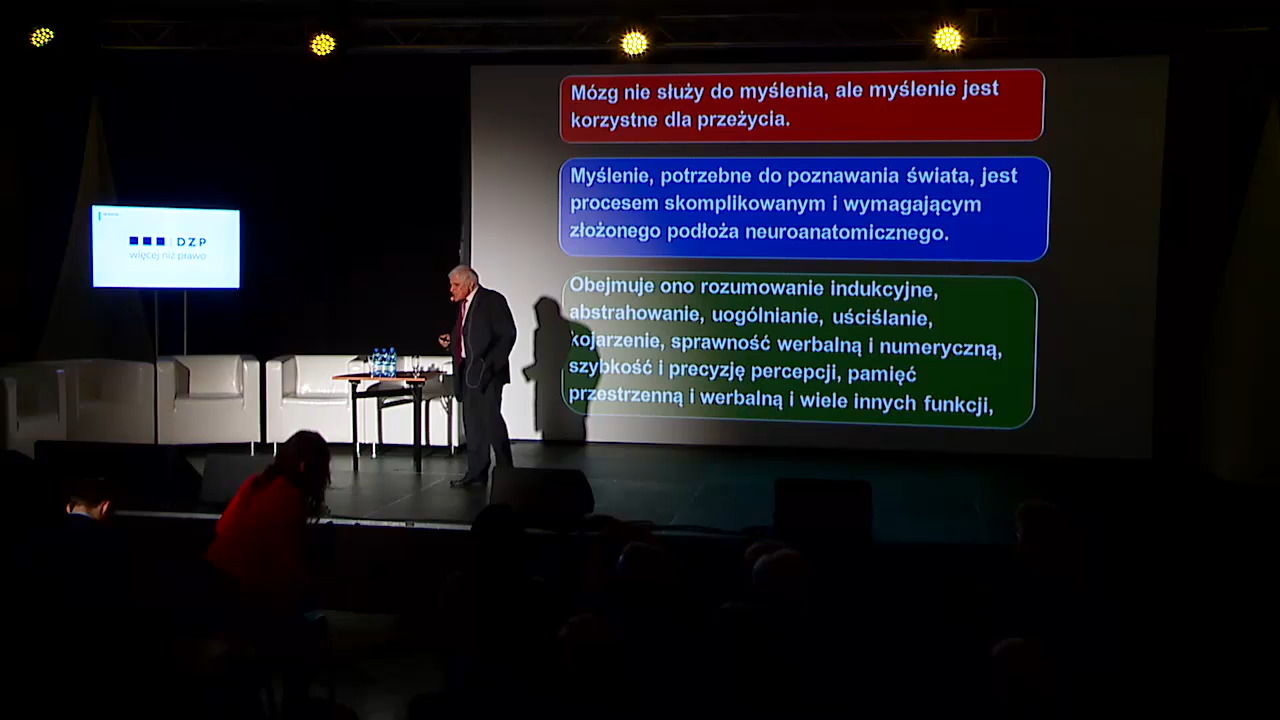 Mózg nie służy do myślenia, ale myślenie jest
korzystne dla przeżycia.
Myślenie, potrzebne do poznawania świata, jest
procesem skomplikowanym i wymagającym
złożonego podłoża neuroanatomicznego.
Obejmuje ono rozumowanie indukcyjne,
abstrahowanie, uogólnianie, uściślanie,
kojarzenie, sprawność werbalną i numeryczną,
szybkość i precyzję percepcji, pamięć
przestrzenną i werbalną i wiele innych funkcji,
DZP
więcej niż prawo